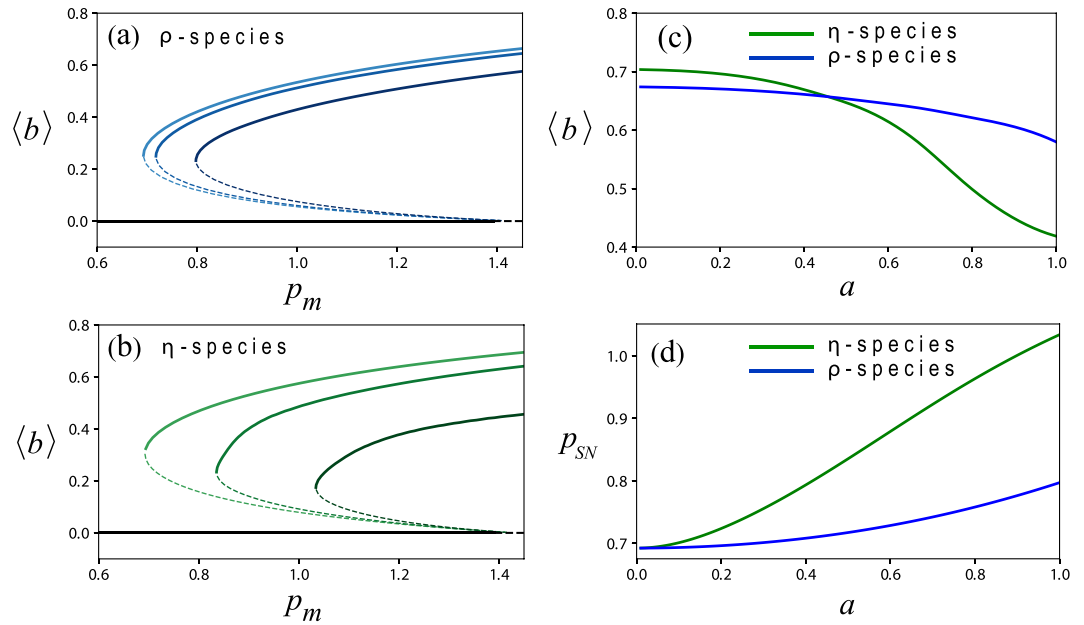 (a) ρ-species
⟨b⟩
0.8
0.6
0.4
0.2
0.0
0.6 0.8 1.0 1.2 1.4
p_m
(b) η-species
⟨b⟩
0.8
0.6
0.4
0.2
0.0
0.6 0.8 1.0 1.2 1.4
p_m
(c)
η-species
ρ-species
⟨b⟩
0.8
0.7
0.6
0.5
0.4
0.0 0.2 0.4 0.6 0.8 1.0
a
(d)
η-species
ρ-species
p_SN
1.0
0.9
0.8
0.7
0.0 0.2 0.4 0.6 0.8 1.0
a